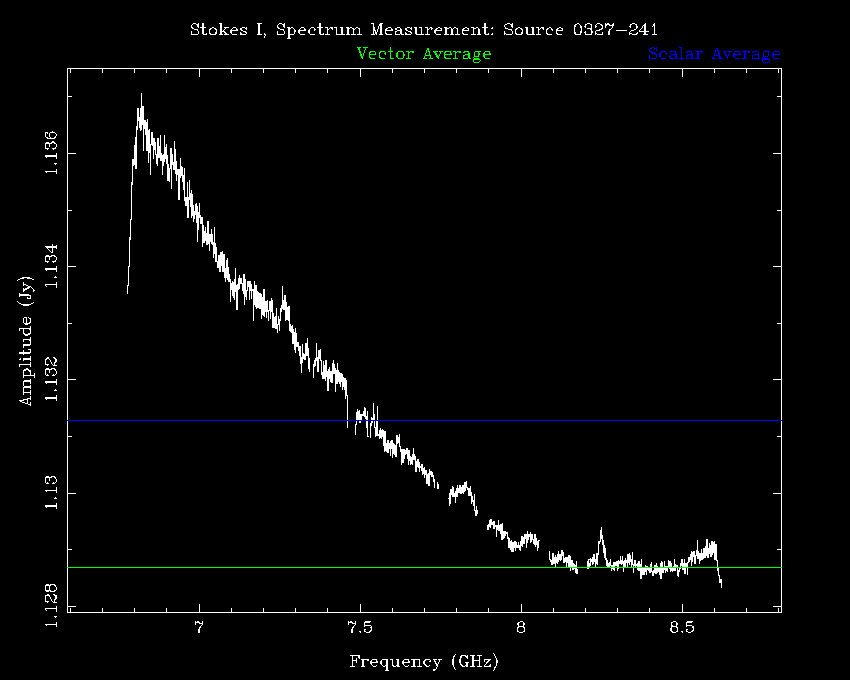 Stokes I, Spectrum Measurement: Source 0327-241
Vector Average
Scalar Average
1.136
1.134
1.132
1.13
1.128
Amplitude (Jy)
7
7.5
8
8.5
Frequency (GHz)